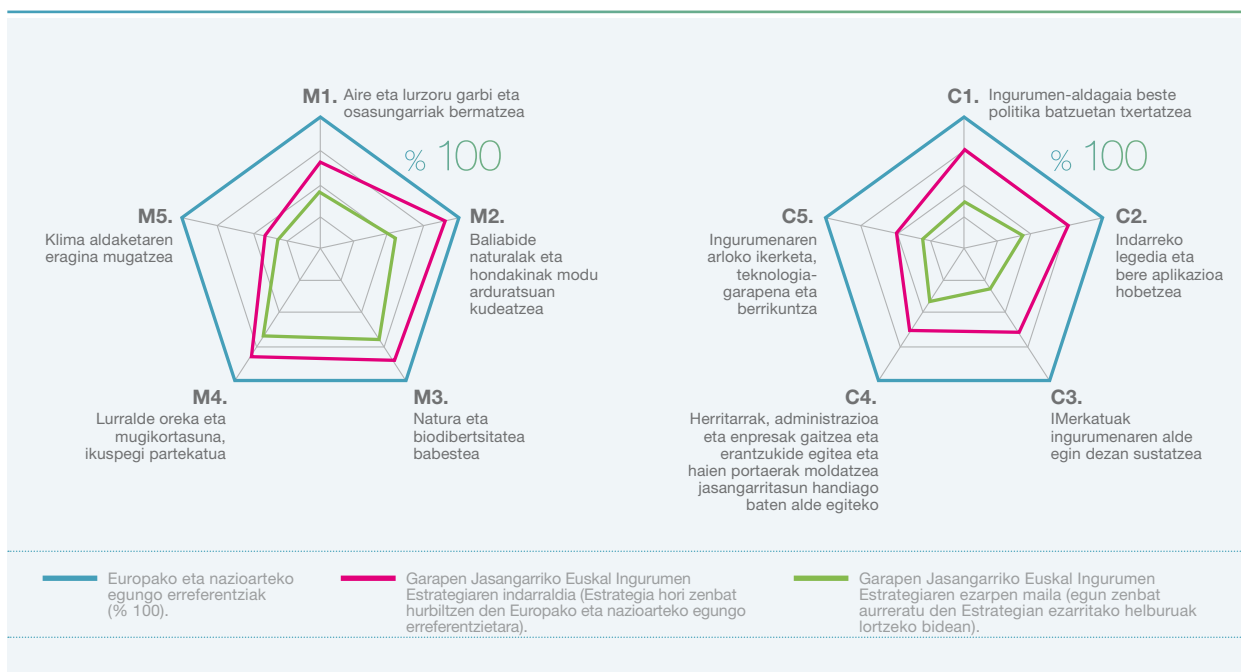 M1. Aire eta lurzoru garbi eta
osasungarriak bermatzea
% 100
M2.
Baliabide
naturalak eta
hondakinak modu
arduratsuan
kudeatzea
M3.
Natura eta
biodibertsitatea
babestea
M4.
Lurralde oreka eta
mugikortasuna,
ikuspegi partekatua
M5.
Klima aldaketaren
eragina mugatzea
C1. Ingurumen-aldagaia beste
politika batzuetan txertatzea
% 100
C2.
Indarreko
legedia eta
bere aplikazioa
hobetzea
C3.
IMerkatuak
ingurumenaren alde
egin dezan sustatzea
C4.
Herritarrak, administrazioa
eta enpresak gaitzea eta
erantzukide egitea eta
haien portaerak moldatzea
jasangarritasun handiago
baten alde egiteko
C5.
Ingurumenaren
arloko ikerketa,
teknologia-
garapena eta
berrikuntza
Europako eta nazioarteko
egungo erreferentziak
(% 100).
Garapen Jasangarriko Euskal Ingurumen
Estrategiaren indarraldia (Estrategia hori zenbat
hurbiltzen den Europako eta nazioarteko egungo
erreferentzietara).
Garapen Jasangarriko Euskal Ingurumen
Estrategiaren ezarpen maila (egun zenbat
aurreratu den Estrategian ezarritako helburuak
lortzeko bidean).